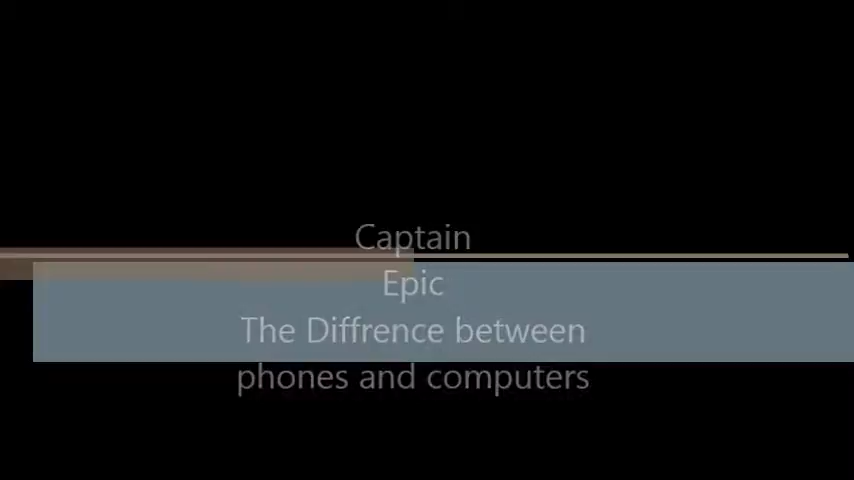 Captain
Epic
The Diffrence between
phones and computers